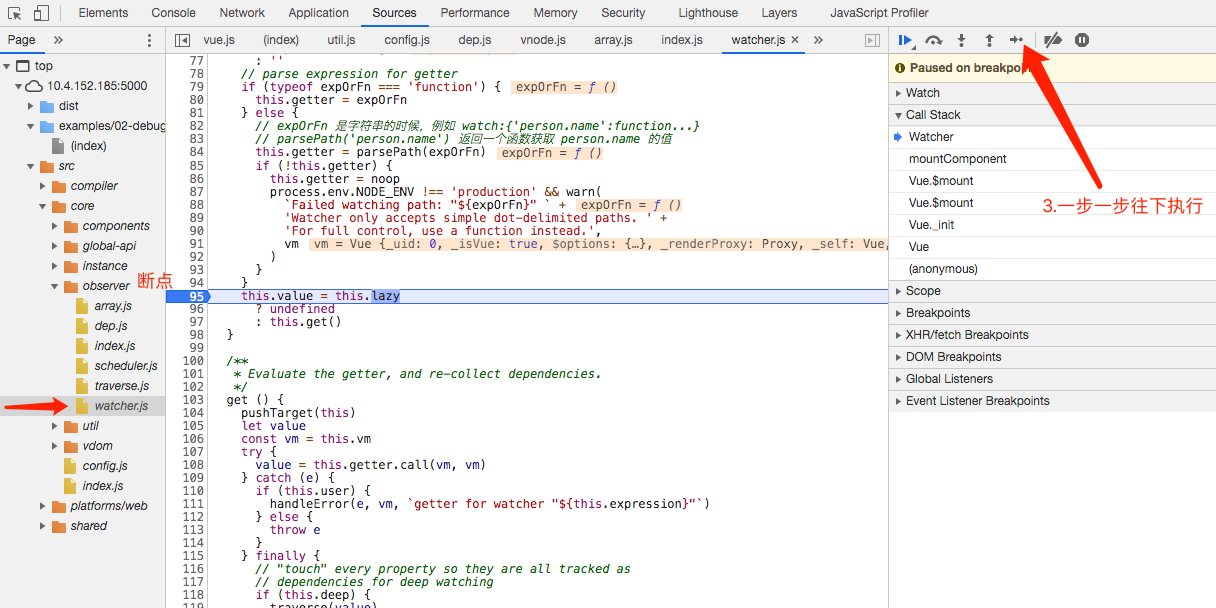 Elements Console Network Application Sources Performance Memory Security Lighthouse Layers JavaScript Profiler
Page »
top
10.4.152.185:5000
dist
examples/02-debug
(index)
src
compiler
core
components
global-api
instance
observer
断点
array.js
dep.js
index.js
scheduler.js
traverse.js
watcher.js
util
vdom
config.js
index.js
platforms/web
shared
vue.js (index) util.js config.js dep.js vnode.js array.js index.js watcher.js × »
77 : ''
78 // parse expression for getter
79 if (typeof expOrFn === 'function') { expOrFn = ƒ ()
80 this.getter = expOrFn
81 } else {
82 // expOrFn 是字符串的时候，例如 watch:{'person.name':function...}
83 // parsePath('person.name') 返回一个函数获取 person.name 的值
84 this.getter = parsePath(expOrFn) expOrFn = ƒ ()
85 if (!this.getter) {
86 this.getter = noop
87 process.env.NODE_ENV !== 'production' && warn(
88 `Failed watching path: "${expOrFn}" ` + expOrFn = ƒ ()
89 'Watcher only accepts simple dot-delimited paths. ' +
90 'For full control, use a function instead.',
91 vm vm = Vue {_uid: 0, _isVue: true, $options: {…}, _renderProxy: Proxy, _self: Vue,
92 )
93 }
94 }
95 this.value = this.lazy
96 ? undefined
97 : this.get()
98 }
99
100 /**
101 * Evaluate the getter, and re-collect dependencies.
102 */
103 get () {
104 pushTarget(this)
105 let value
106 const vm = this.vm
107 try {
108 value = this.getter.call(vm, vm)
109 } catch (e) {
110 if (this.user) {
111 handleError(e, vm, `getter for watcher "${this.expression}"`)
112 } else {
113 throw e
114 }
115 } finally {
116 // "touch" every property so they are all tracked as
117 // dependencies for deep watching
118 if (this.deep) {
119 traverse(value)
Paused on breakpoi
Watch
Call Stack
Watcher
mountComponent
Vue.$mount
Vue.$mount
3.一步一步往下执行
Vue._init
Vue
(anonymous)
Scope
Breakpoints
XHR/fetch Breakpoints
DOM Breakpoints
Global Listeners
Event Listener Breakpoints